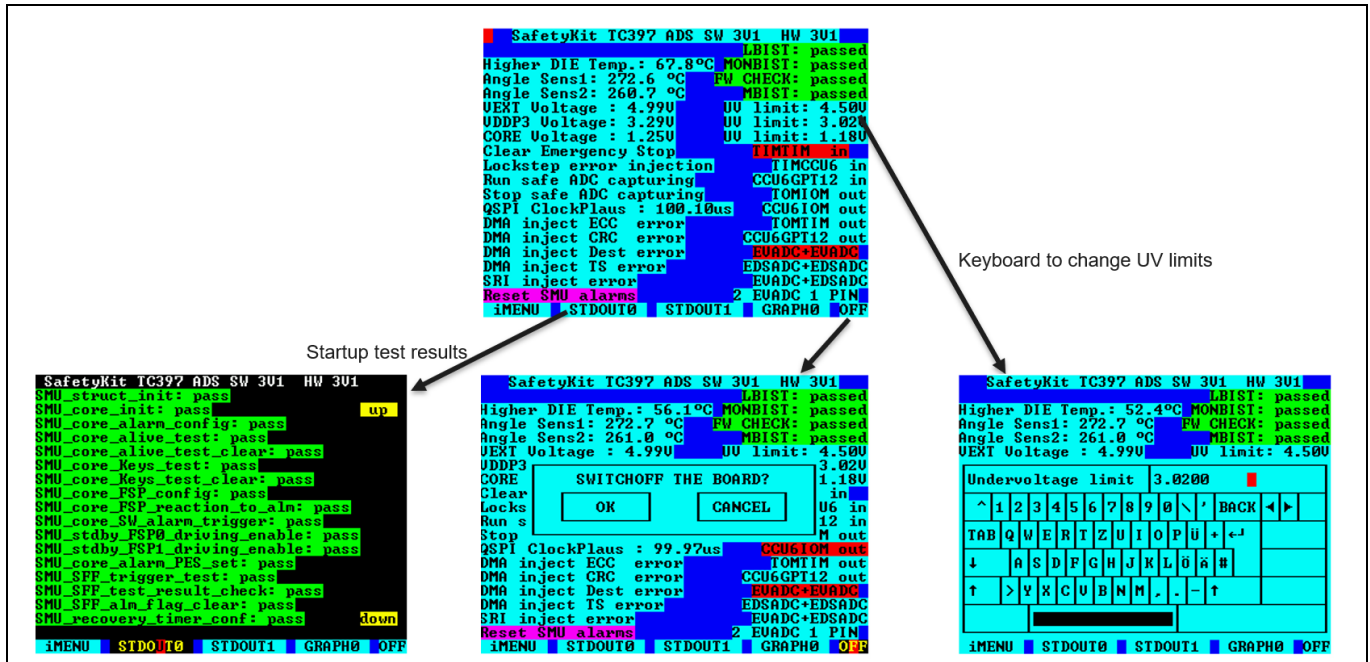 SafetyKit TC397 ADS SW 3V1 HW 3V1
LBIST: passed
Higher DIE Temp.: 67.8ºC MONBIST: passed
Angle Sens1: 272.6 ºC FW CHECK: passed
Angle Sens2: 260.7 ºC MBIST: passed
VEXT Voltage : 4.99V UV limit: 4.50V
VDDP3 Voltage: 3.29V UV limit: 3.02V
CORE Voltage : 1.25V UV limit: 1.18V
Clear Emergency Stop TIMTIM in
Lockstep error injection TIMCCU6 in
Run safe ADC capturing CCU6GPT12 in
Stop safe ADC capturing TOMIOM out
QSPI ClockPlaus : 100.10us CCU6IOM out
DMA inject ECC error TOMTIM out
DMA inject CRC error CCU6GPT12 out
DMA inject Dest error EVADC+EVADC
DMA inject TS error EDSADC+EDSADC
SRI inject error EVADC+EDSADC
Reset SMU alarms 2 EVADC 1 PIN
iMENU STDOUT0 STDOUT1 GRAPH0 OFF
Keyboard to change UV limits
Startup test results
SafetyKit TC397 ADS SW 3V1 HW 3V1
SMU_struct_init: pass
SMU_core_init: pass up
SMU_core_alarm_config: pass
SMU_core_alive_test: pass
SMU_core_alive_test_clear: pass
SMU_core_Keys_test: pass
SMU_core_Keys_test_clear: pass
SMU_core_FSP_config: pass
SMU_core_FSP_reaction_to_alm: pass
SMU_core_SW_alarm_trigger: pass
SMU_stdby_FSP0_driving_enable: pass
SMU_stdby_FSP1_driving_enable: pass
SMU_core_alarm_PES_set: pass
SMU_SFF_trigger_test: pass
SMU_SFF_test_result_check: pass
SMU_SFF_alm_flag_clear: pass
SMU_recovery_timer_conf: pass down
iMENU STDOUT0 STDOUT1 GRAPH0 OFF
SafetyKit TC397 ADS SW 3V1 HW 3V1
LBIST: passed
Higher DIE Temp.: 56.1ºC MONBIST: passed
Angle Sens1: 272.7 ºC FW CHECK: passed
Angle Sens2: 261.0 ºC MBIST: passed
VEXT Voltage : 4.99V UV limit: 4.50V
VDDP3 3.02V
CORE SWITCHOFF THE BOARD? 1.18V
Clear in
Locks OK CANCEL U6 in
Run s 12 in
Stop M out
QSPI ClockPlaus : 99.97us CCU6IOM out
DMA inject ECC error TOMTIM out
DMA inject CRC error CCU6GPT12 out
DMA inject Dest error EVADC+EVADC
DMA inject TS error EDSADC+EDSADC
SRI inject error EVADC+EDSADC
Reset SMU alarms 2 EVADC 1 PIN
iMENU STDOUT0 STDOUT1 GRAPH0 OFF
SafetyKit TC397 ADS SW 3V1 HW 3V1
LBIST: passed
Higher DIE Temp.: 52.4ºC MONBIST: passed
Angle Sens1: 272.7 ºC FW CHECK: passed
Angle Sens2: 261.0 ºC MBIST: passed
VEXT Voltage : 4.99V UV limit: 4.50V
Undervoltage limit 3.0200
^ 1 2 3 4 5 6 7 8 9 0 \ ' BACK ◄ ►
TAB Q W E R T Z U I O P Ü + ↵
↓ A S D F G H J K L Ö Ä #
↑ > Y X C V B N M , . - ↑
iMENU STDOUT0 STDOUT1 GRAPH0 OFF